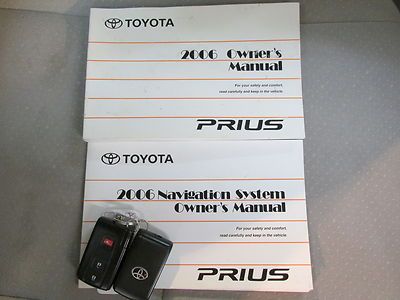 TOYOTA
2006 Owner's
Manual
For your safety and comfort,
read carefully and keep in the vehicle.
PRIUS
TOYOTA
2006 Navigation System
Owner's Manual
For your safety and comfort,
read carefully and keep in the vehicle.
PRIUS